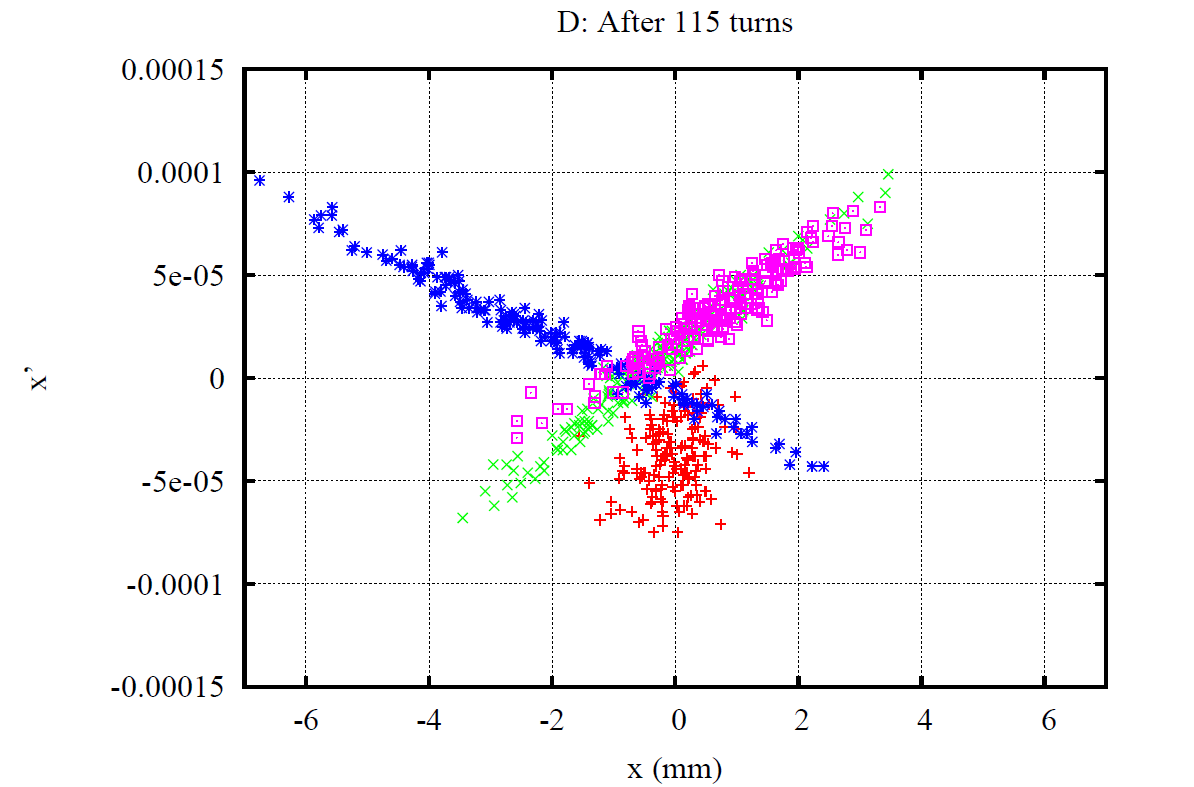 D: After 115 turns
0.00015
0.0001
5e-05
0
-5e-05
-0.0001
-0.00015
x'
-6 -4 -2 0 2 4 6
x (mm)